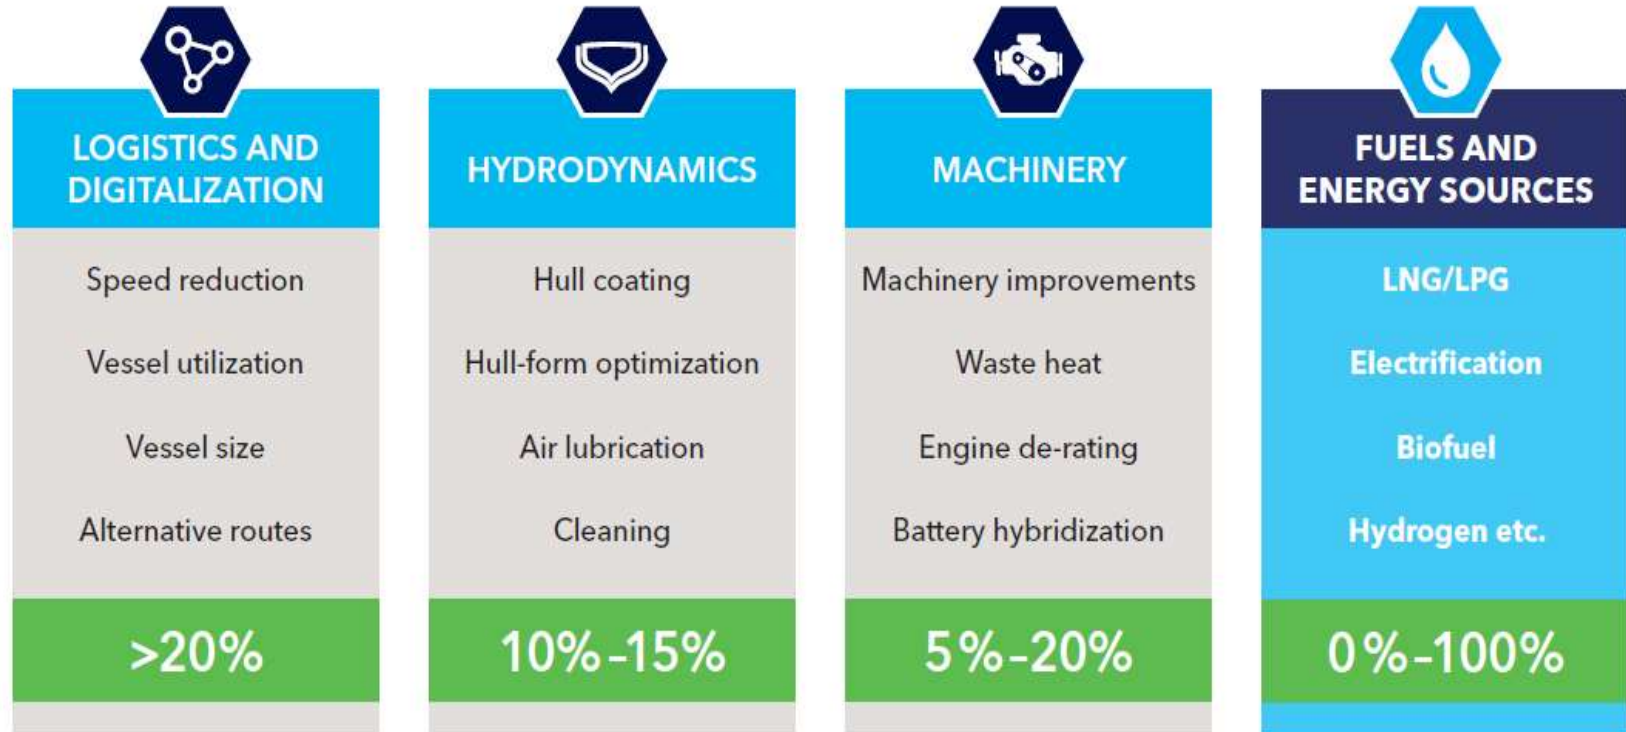 LOGISTICS AND
DIGITALIZATION
Speed reduction
Vessel utilization
Vessel size
Alternative routes
>20%
HYDRODYNAMICS
Hull coating
Hull-form optimization
Air lubrication
Cleaning
10%–15%
MACHINERY
Machinery improvements
Waste heat
Engine de-rating
Battery hybridization
5%–20%
FUELS AND
ENERGY SOURCES
LNG/LPG
Electrification
Biofuel
Hydrogen etc.
0%–100%